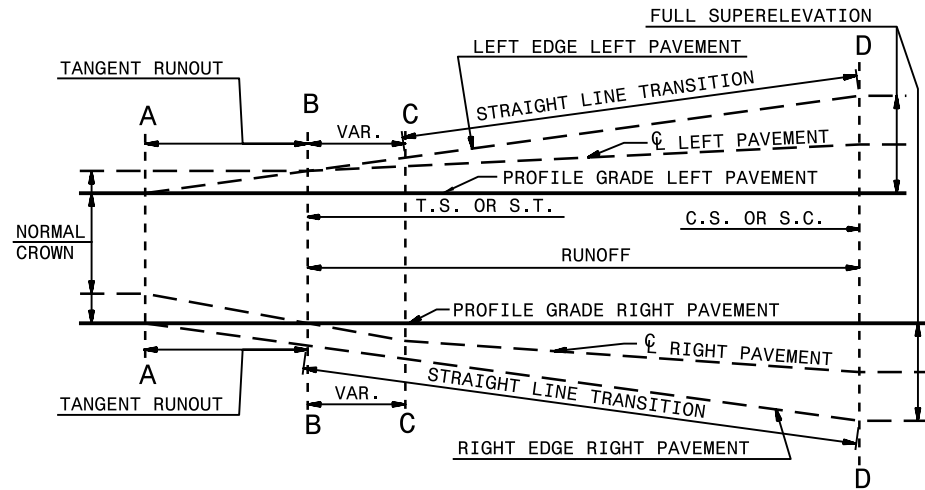 FULL SUPERELEVATION
LEFT EDGE LEFT PAVEMENT
D
TANGENT RUNOUT
STRAIGHT LINE TRANSITION
A
B
C
VAR.
℄ LEFT PAVEMENT
PROFILE GRADE LEFT PAVEMENT
T.S. OR S.T.
C.S. OR S.C.
NORMAL
CROWN
RUNOFF
PROFILE GRADE RIGHT PAVEMENT
℄ RIGHT PAVEMENT
A
STRAIGHT LINE TRANSITION
VAR.
TANGENT RUNOUT
B
C
RIGHT EDGE RIGHT PAVEMENT
D